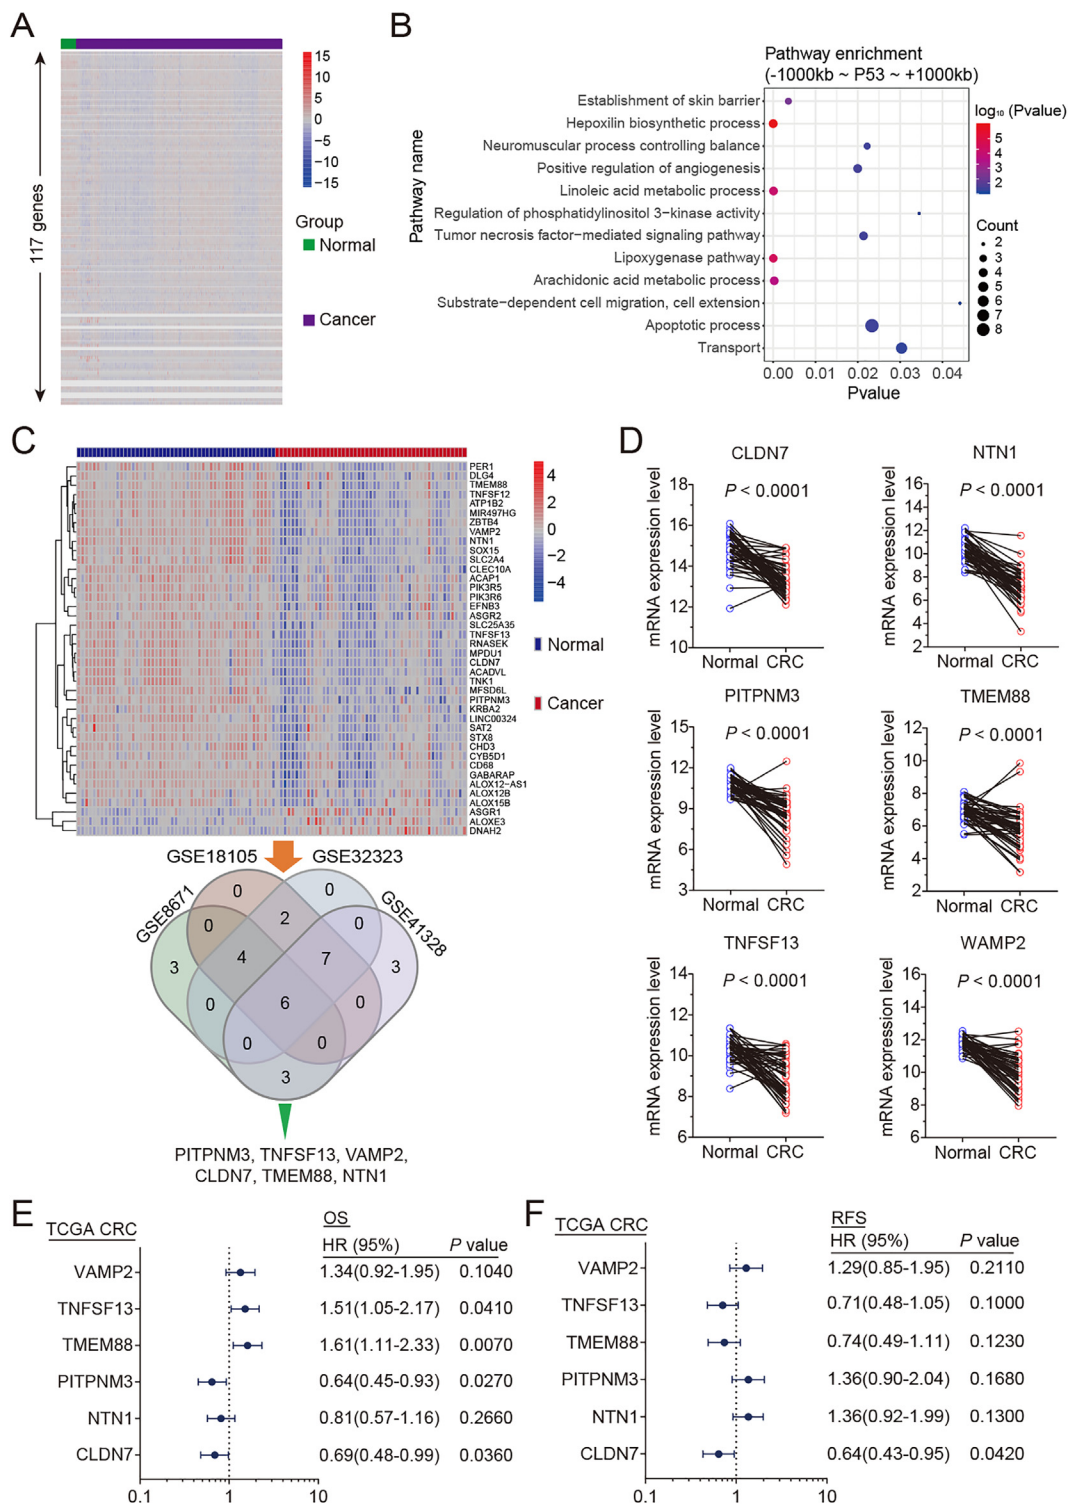 A
117 genes
15
10
5
0
−5
−10
−15
Group
Normal
Cancer
B
Pathway enrichment
(-1000kb ~ P53 ~ +1000kb)
Pathway name
Establishment of skin barrier
Hepoxilin biosynthetic process
Neuromuscular process controlling balance
Positive regulation of angiogenesis
Linoleic acid metabolic process
Regulation of phosphatidylinositol 3−kinase activity
Tumor necrosis factor−mediated signaling pathway
Lipoxygenase pathway
Arachidonic acid metabolic process
Substrate−dependent cell migration, cell extension
Apoptotic process
Transport
0.00 0.01 0.02 0.03 0.04
Pvalue
log₁₀ (Pvalue)
5
4
3
2
Count
2
3
4
5
6
7
8
C
PER1
DLG4
TMEM88
TNFSF12
ATP1B2
MIR497HG
ZBTB4
VAMP2
NTN1
SOX15
SLC2A4
CLEC10A
ACAP1
PIK3R5
PIK3R6
EFNB3
ASGR2
SLC25A35
TNFSF13
RNASEK
MPDU1
CLDN7
ACADVL
TNK1
MFSD6L
PITPNM3
KRBA2
LINC00324
SAT2
STX8
CHD3
CYB5D1
CD68
GABARAP
ALOX12−AS1
ALOX12B
ALOX15B
ASGR1
ALOXE3
DNAH2
4
2
0
−2
−4
Normal
Cancer
GSE18105 GSE32323
GSE8671
GSE41328
0 0
0 2 0
3 4 7 3
0 6 0
0 0
3
PITPNM3, TNFSF13, VAMP2,
CLDN7, TMEM88, NTN1
D
CLDN7
P < 0.0001
mRNA expression level
18
16
14
12
10
Normal CRC
NTN1
P < 0.0001
mRNA expression level
16
14
12
10
8
6
4
2
Normal CRC
PITPNM3
P < 0.0001
mRNA expression level
15
12
9
6
3
Normal CRC
TMEM88
P < 0.0001
mRNA expression level
12
10
8
6
4
2
Normal CRC
TNFSF13
P < 0.0001
mRNA expression level
14
12
10
8
6
Normal CRC
WAMP2
P < 0.0001
mRNA expression level
16
14
12
10
8
6
Normal CRC
E
TCGA CRC
OS
HR (95%) P value
VAMP2 1.34(0.92-1.95) 0.1040
TNFSF13 1.51(1.05-2.17) 0.0410
TMEM88 1.61(1.11-2.33) 0.0070
PITPNM3 0.64(0.45-0.93) 0.0270
NTN1 0.81(0.57-1.16) 0.2660
CLDN7 0.69(0.48-0.99) 0.0360
0.1 1 10
F
TCGA CRC
RFS
HR (95%) P value
VAMP2 1.29(0.85-1.95) 0.2110
TNFSF13 0.71(0.48-1.05) 0.1000
TMEM88 0.74(0.49-1.11) 0.1230
PITPNM3 1.36(0.90-2.04) 0.1680
NTN1 1.36(0.92-1.99) 0.1300
CLDN7 0.64(0.43-0.95) 0.0420
0.1 1 10